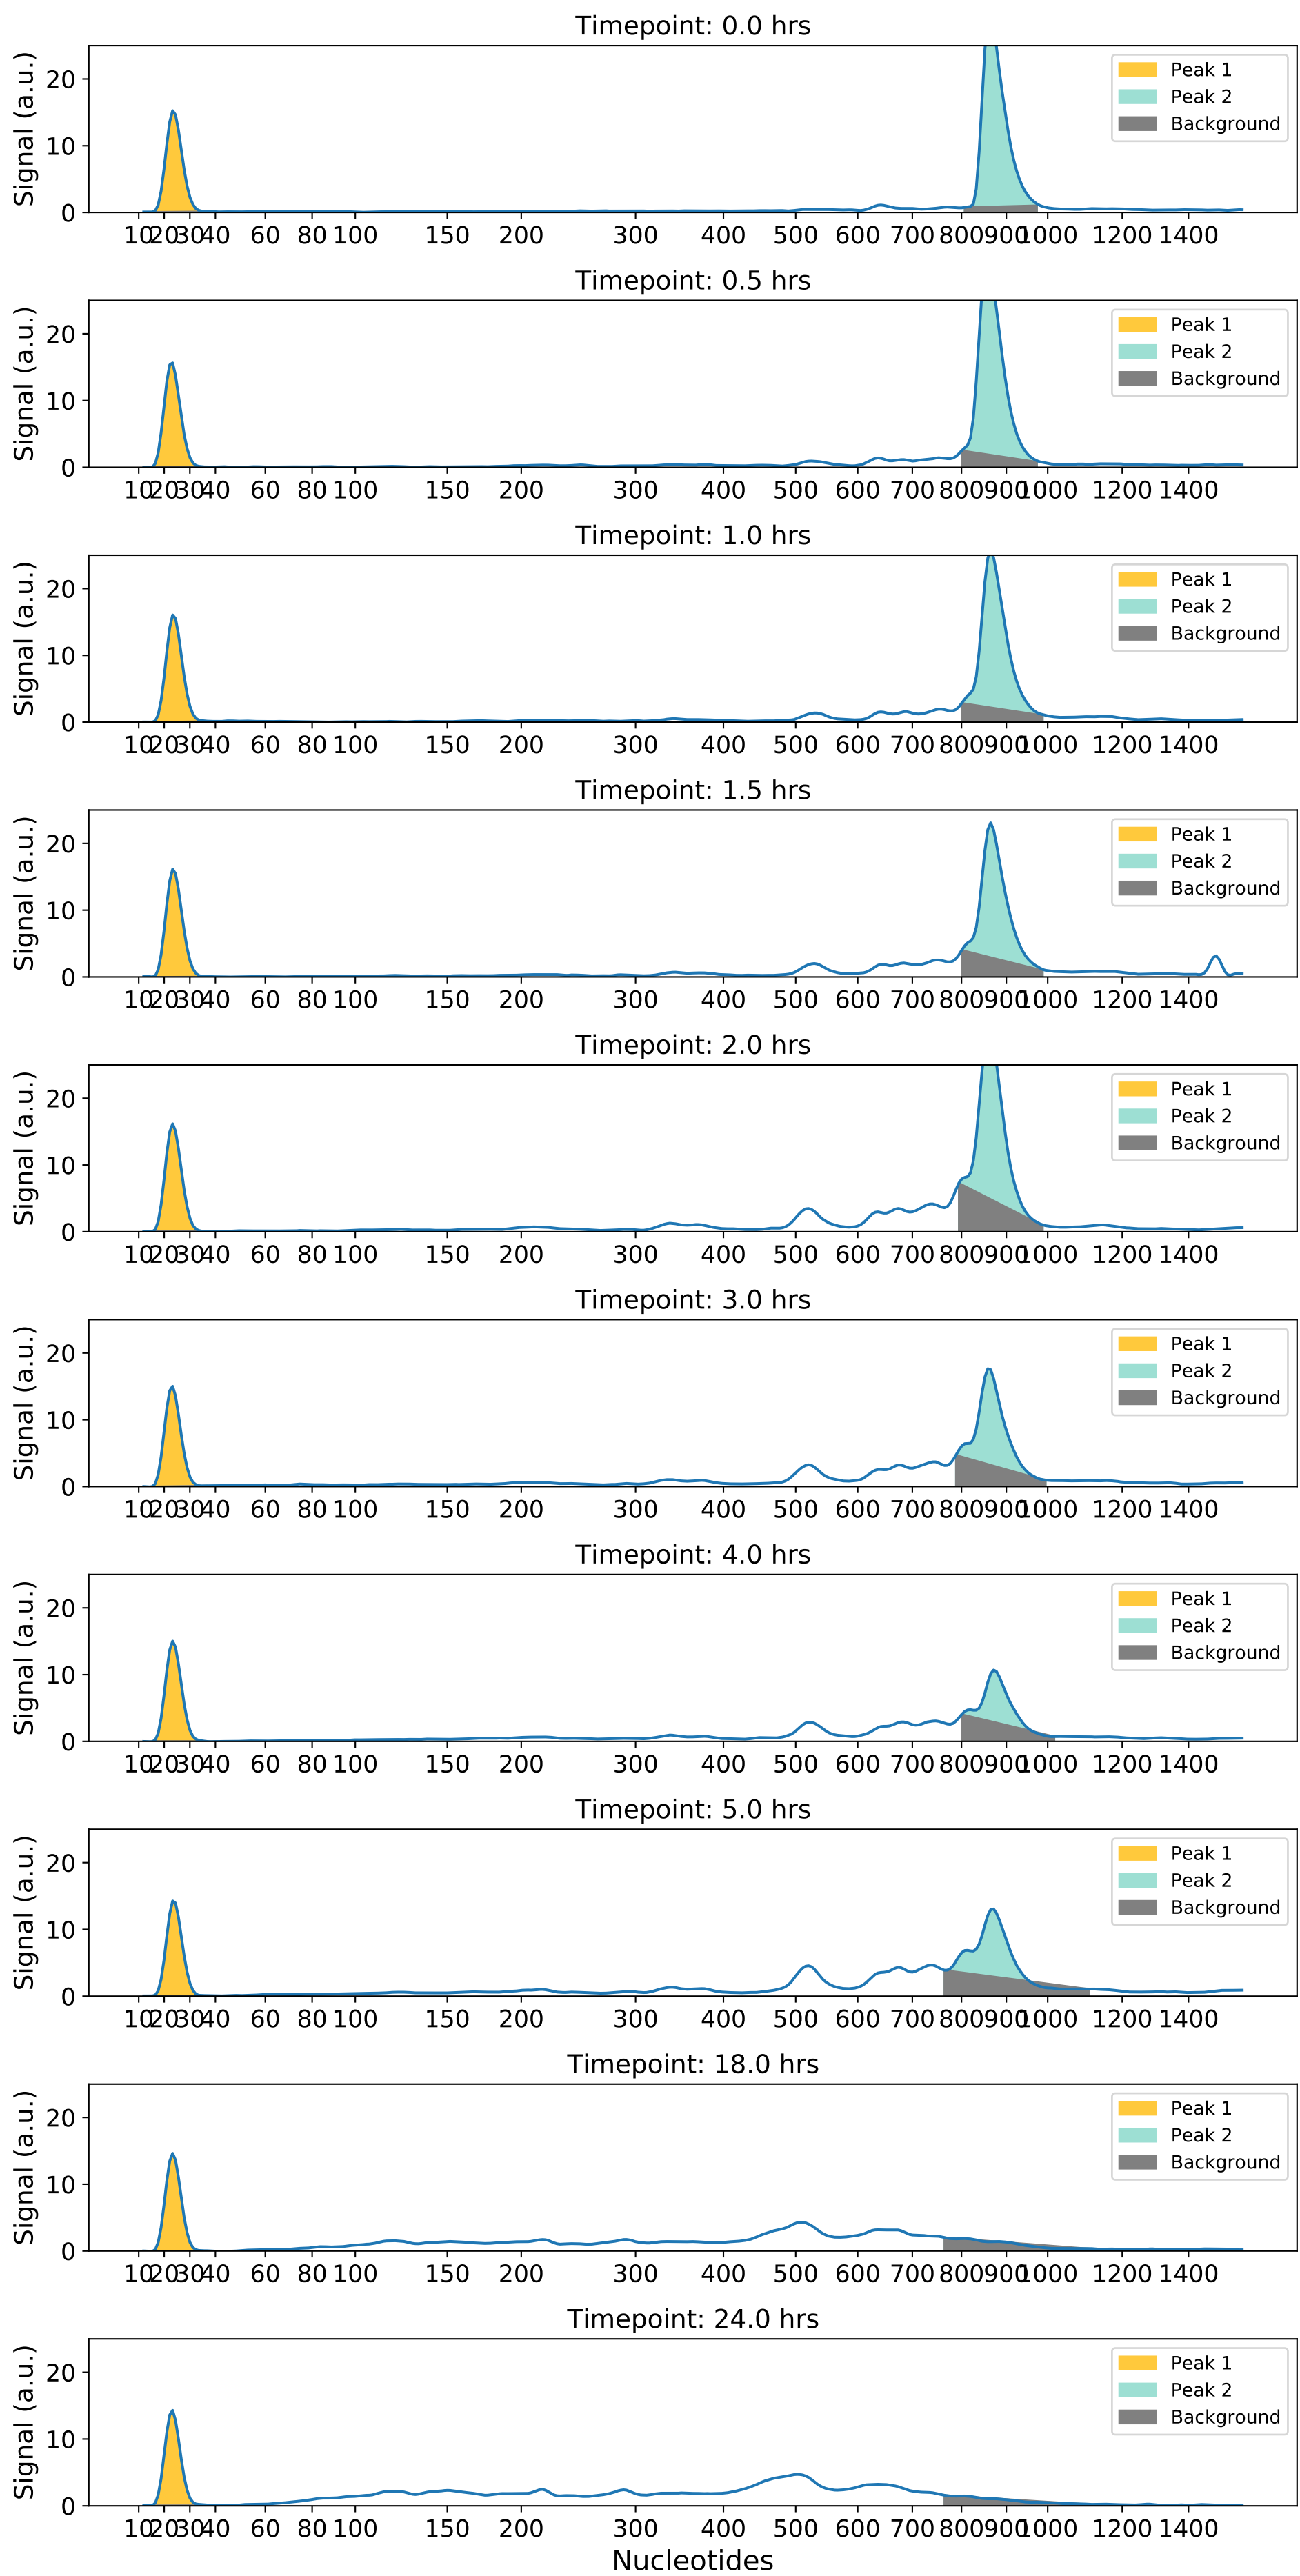 Timepoint: 0.0 hrs
Signal (a.u.)
20
10
0
Peak 1
Peak 2
Background
10 20 30 40 60 80 100 150 200 300 400 500 600 700 800 900 1000 1200 1400
Timepoint: 0.5 hrs
Signal (a.u.)
20
10
0
Peak 1
Peak 2
Background
10 20 30 40 60 80 100 150 200 300 400 500 600 700 800 900 1000 1200 1400
Timepoint: 1.0 hrs
Signal (a.u.)
20
10
0
Peak 1
Peak 2
Background
10 20 30 40 60 80 100 150 200 300 400 500 600 700 800 900 1000 1200 1400
Timepoint: 1.5 hrs
Signal (a.u.)
20
10
0
Peak 1
Peak 2
Background
10 20 30 40 60 80 100 150 200 300 400 500 600 700 800 900 1000 1200 1400
Timepoint: 2.0 hrs
Signal (a.u.)
20
10
0
Peak 1
Peak 2
Background
10 20 30 40 60 80 100 150 200 300 400 500 600 700 800 900 1000 1200 1400
Timepoint: 3.0 hrs
Signal (a.u.)
20
10
0
Peak 1
Peak 2
Background
10 20 30 40 60 80 100 150 200 300 400 500 600 700 800 900 1000 1200 1400
Timepoint: 4.0 hrs
Signal (a.u.)
20
10
0
Peak 1
Peak 2
Background
10 20 30 40 60 80 100 150 200 300 400 500 600 700 800 900 1000 1200 1400
Timepoint: 5.0 hrs
Signal (a.u.)
20
10
0
Peak 1
Peak 2
Background
10 20 30 40 60 80 100 150 200 300 400 500 600 700 800 900 1000 1200 1400
Timepoint: 18.0 hrs
Signal (a.u.)
20
10
0
Peak 1
Peak 2
Background
10 20 30 40 60 80 100 150 200 300 400 500 600 700 800 900 1000 1200 1400
Timepoint: 24.0 hrs
Signal (a.u.)
20
10
0
Peak 1
Peak 2
Background
10 20 30 40 60 80 100 150 200 300 400 500 600 700 800 900 1000 1200 1400
Nucleotides